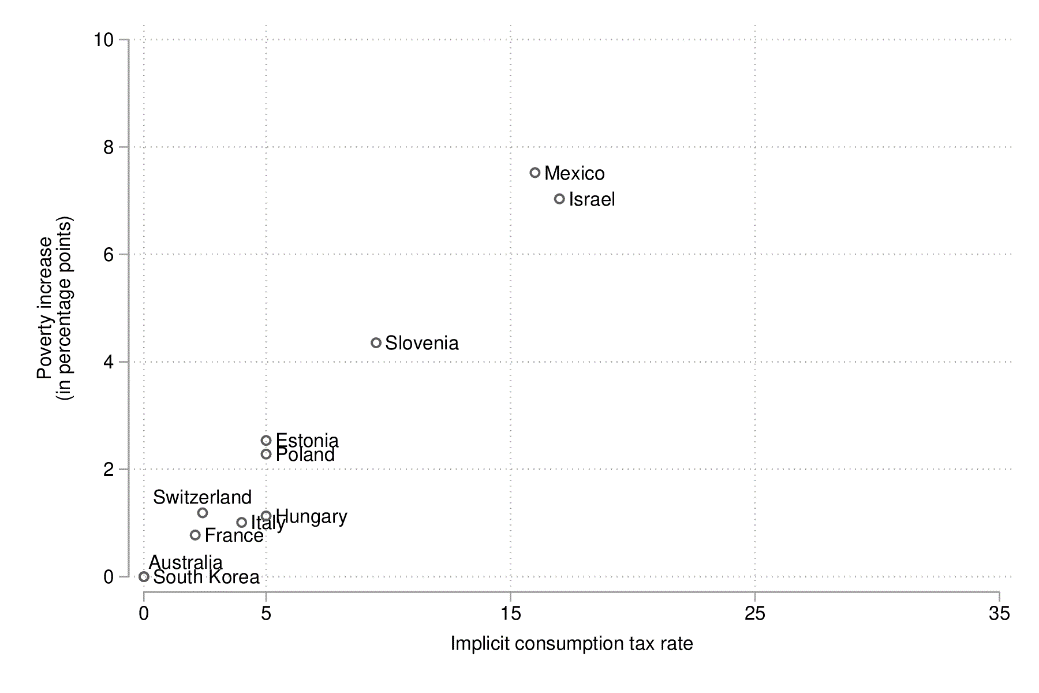 10
8
Mexico
Israel
6
Poverty increase
(in percentage points)
Slovenia
4
Estonia
Poland
2
Switzerland
Hungary
Italy
France
Australia
South Korea
0
0 5 15 25 35
Implicit consumption tax rate